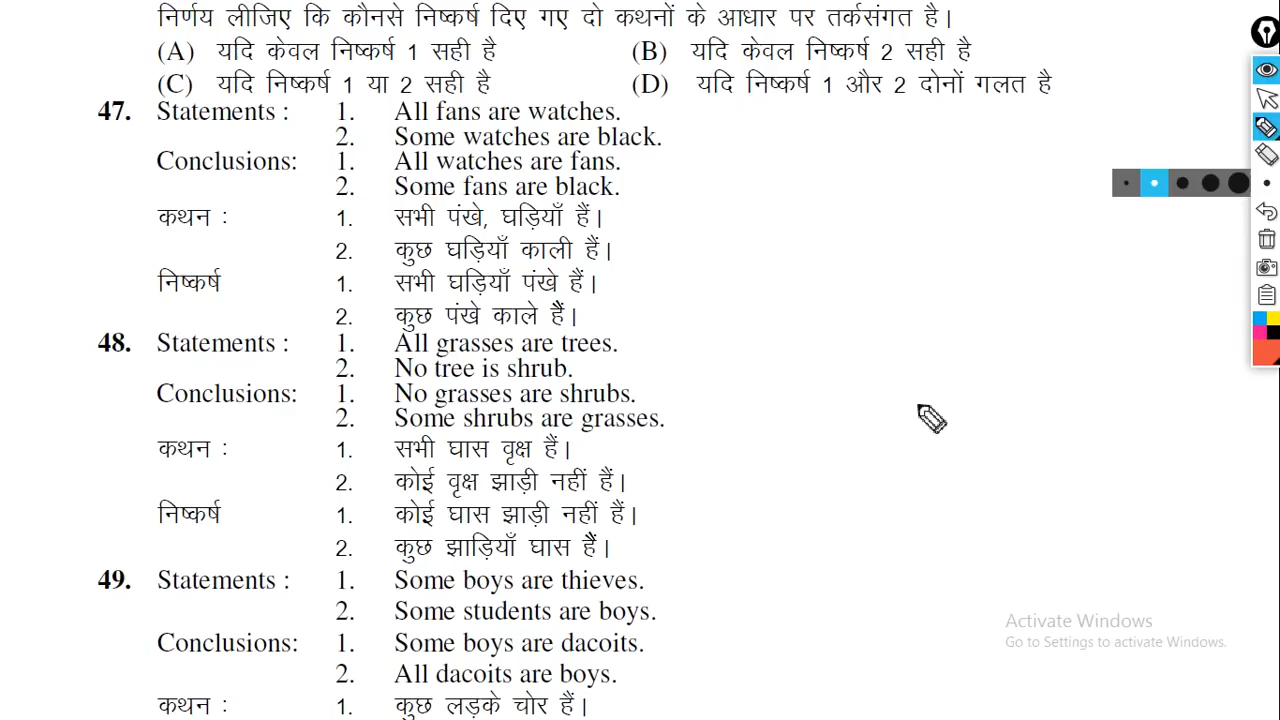 निर्णय लीजिए कि कौनसे निष्कर्ष दिए गए दो कथनों के आधार पर तर्कसंगत है।
(A) यदि केवल निष्कर्ष 1 सही है (B) यदि केवल निष्कर्ष 2 सही है
(C) यदि निष्कर्ष 1 या 2 सही है (D) यदि निष्कर्ष 1 और 2 दोनों गलत है
47. Statements : 1. All fans are watches.
2. Some watches are black.
Conclusions: 1. All watches are fans.
2. Some fans are black.
कथन : 1. सभी पंखे, घड़ियाँ हैं।
2. कुछ घड़ियाँ काली हैं।
निष्कर्ष 1. सभी घड़ियाँ पंखे हैं।
2. कुछ पंखे काले हैं।
48. Statements : 1. All grasses are trees.
2. No tree is shrub.
Conclusions: 1. No grasses are shrubs.
2. Some shrubs are grasses.
कथन : 1. सभी घास वृक्ष हैं।
2. कोई वृक्ष झाड़ी नहीं हैं।
निष्कर्ष 1. कोई घास झाड़ी नहीं हैं।
2. कुछ झाड़ियाँ घास हैं।
49. Statements : 1. Some boys are thieves.
2. Some students are boys.
Conclusions: 1. Some boys are dacoits.
2. All dacoits are boys.
कथन : 1. कुछ लड़के चोर हैं।
Activate Windows
Go to Settings to activate Windows.